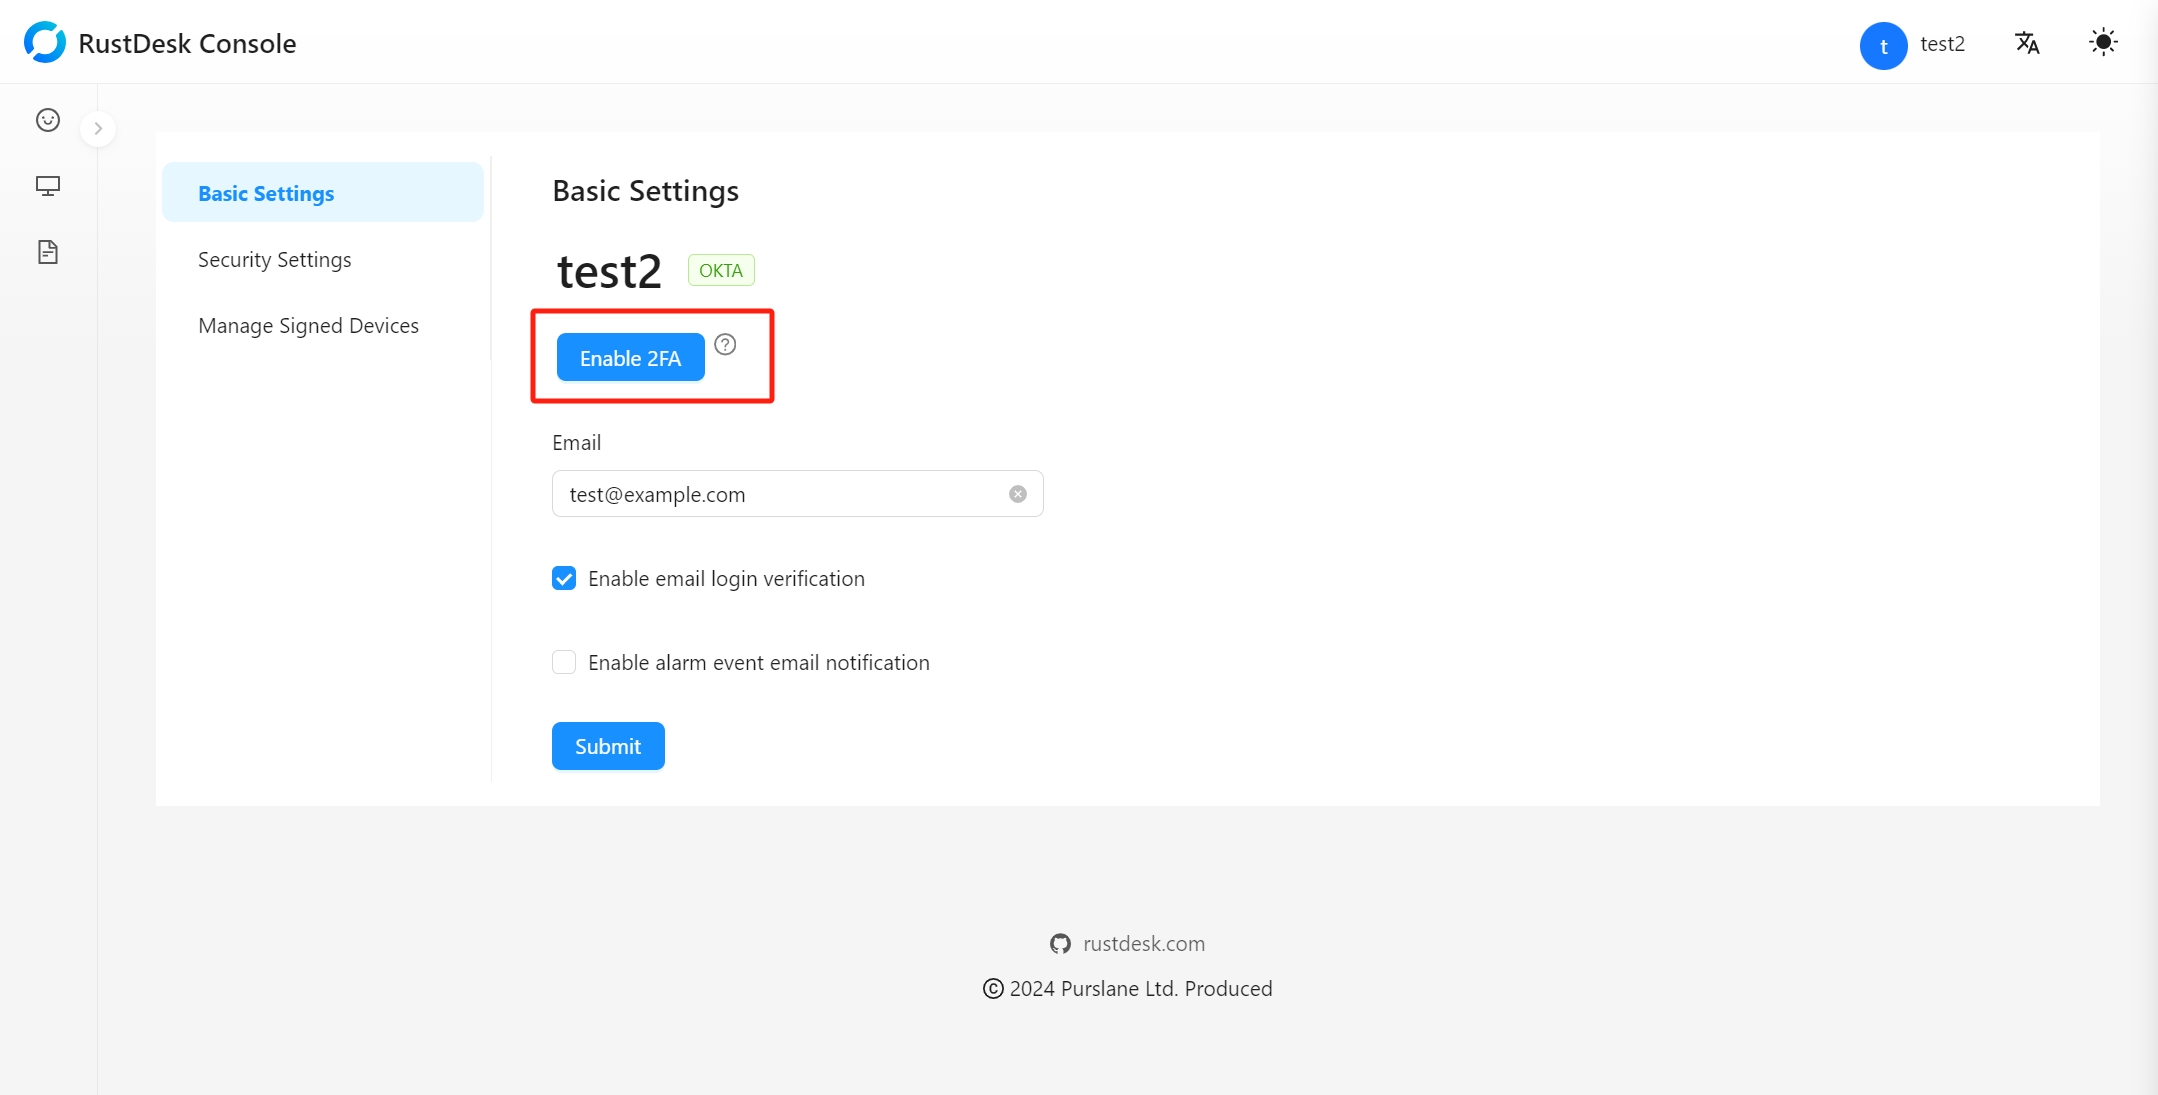 RustDesk Console
t
test2
Basic Settings
Security Settings
Manage Signed Devices
Basic Settings
test2
OKTA
Enable 2FA
Email
test@example.com
Enable email login verification
Enable alarm event email notification
Submit
rustdesk.com
© 2024 Purslane Ltd. Produced